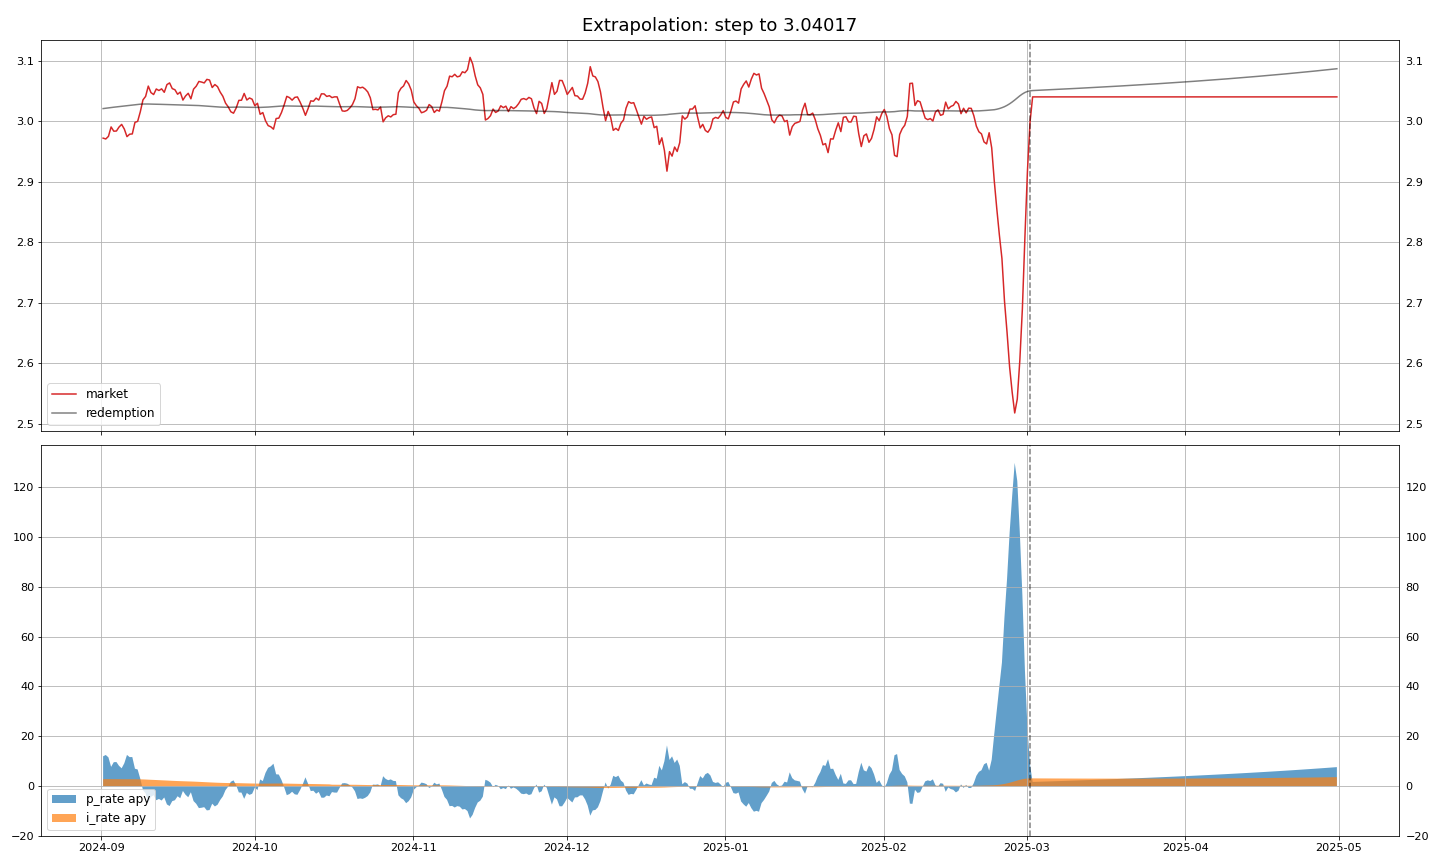 Extrapolation: step to 3.04017
3.1 3.1
3.0 3.0
2.9 2.9
2.8 2.8
2.7 2.7
2.6 2.6
2.5 2.5
market
redemption
120 120
100 100
80 80
60 60
40 40
20 20
0 0
−20 −20
p_rate apy
i_rate apy
2024-09 2024-10 2024-11 2024-12 2025-01 2025-02 2025-03 2025-04 2025-05